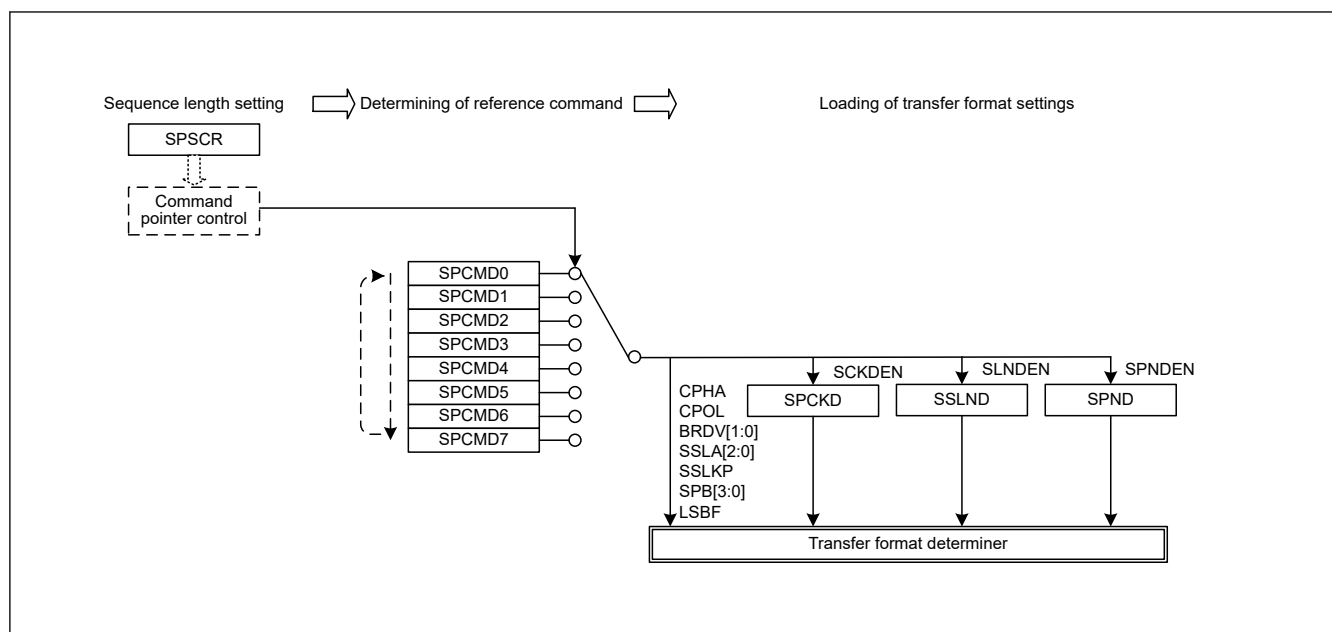 Sequence length setting
Determining of reference command
Loading of transfer format settings
SPSCR
Command
pointer control
SPCMD0
SPCMD1
SPCMD2
SPCMD3
SPCMD4
SPCMD5
SPCMD6
SPCMD7
CPHA
CPOL
BRDV[1:0]
SSLA[2:0]
SSLKP
SPB[3:0]
LSBF
SCKDEN
SPCKD
SLNDEN
SSLND
SPNDEN
SPND
Transfer format determiner